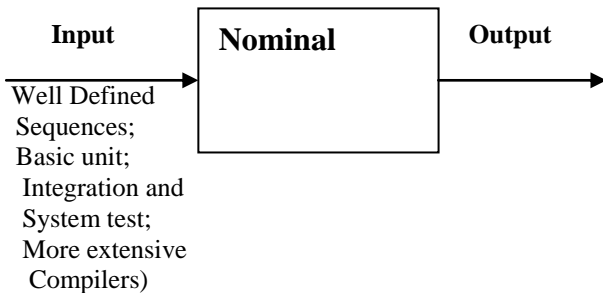 Input
Nominal
Output
Well Defined
Sequences;
Basic unit;
Integration and
System test;
More extensive
Compilers)